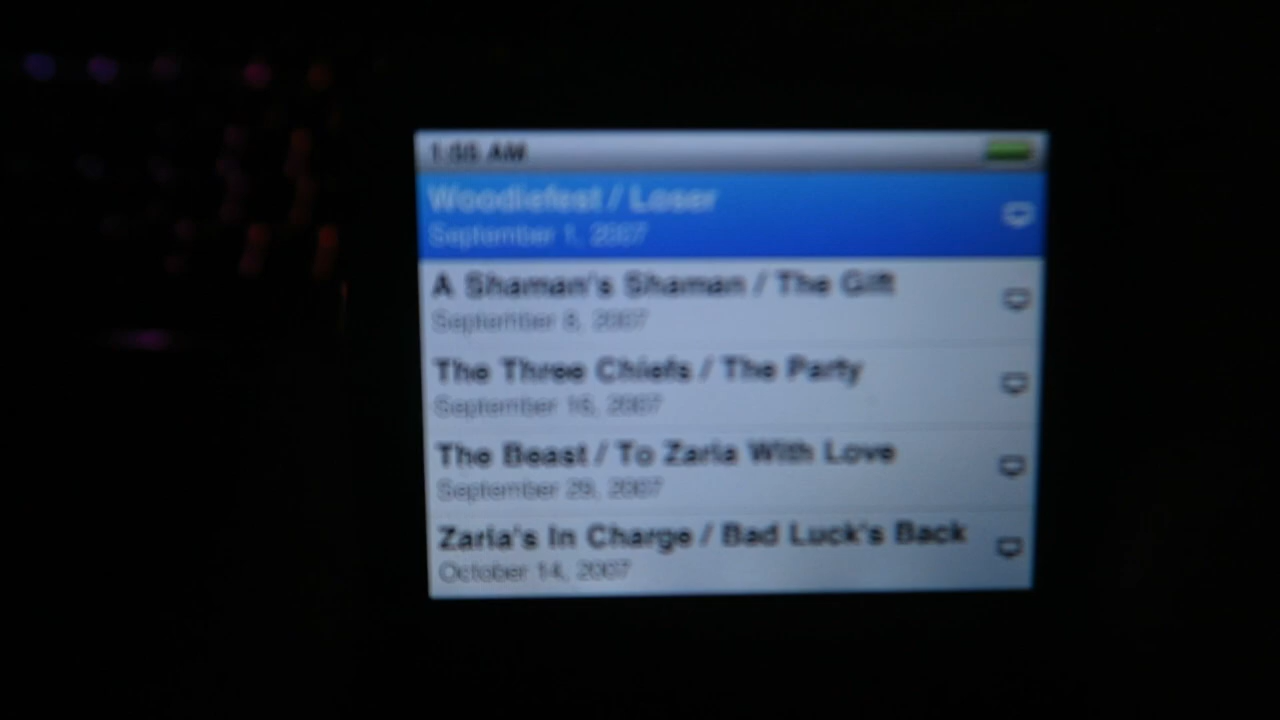 1:55 AM
Woodiefest / Loser
September 1, 2007
A Shaman's Shaman / The Gift
September 8, 2007
The Three Chiefs / The Party
September 16, 2007
The Beast / To Zaria With Love
September 29, 2007
Zaria's In Charge / Bad Luck's Back
October 14, 2007